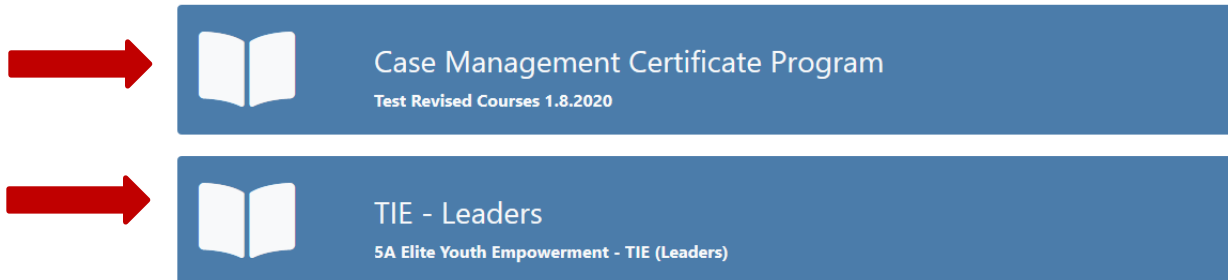 Case Management Certificate Program
Test Revised Courses 1.8.2020
TIE - Leaders
5A Elite Youth Empowerment - TIE (Leaders)